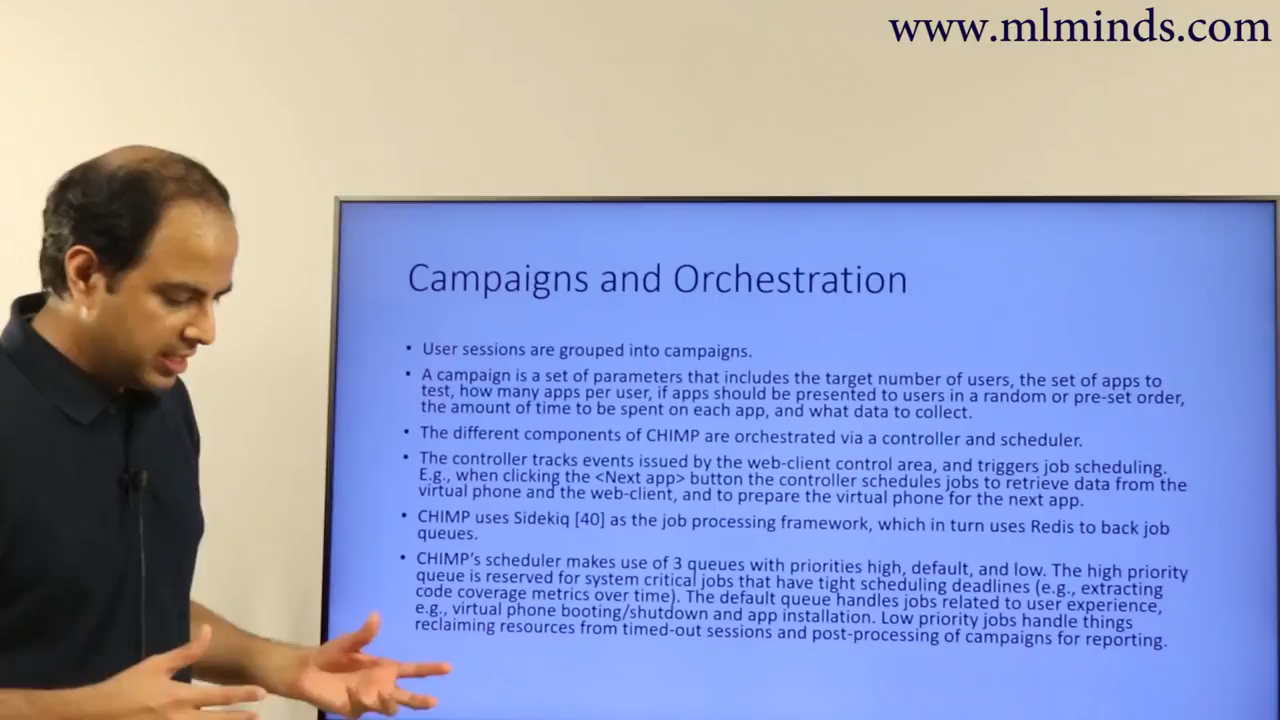 www.mlminds.com
Campaigns and Orchestration
• User sessions are grouped into campaigns.
• A campaign is a set of parameters that includes the target number of users, the set of apps to
test, how many apps per user, if apps should be presented to users in a random or pre-set order,
the amount of time to be spent on each app, and what data to collect.
• The different components of CHIMP are orchestrated via a controller and scheduler.
• The controller tracks events issued by the web-client control area, and triggers job scheduling.
E.g., when clicking the <Next app> button the controller schedules jobs to retrieve data from the
virtual phone and the web-client, and to prepare the virtual phone for the next app.
• CHIMP uses Sidekiq [40] as the job processing framework, which in turn uses Redis to back job
queues.
• CHIMP's scheduler makes use of 3 queues with priorities high, default, and low. The high priority
queue is reserved for system critical jobs that have tight scheduling deadlines (e.g., extracting
code coverage metrics over time). The default queue handles jobs related to user experience,
e.g., virtual phone booting/shutdown and app installation. Low priority jobs handle things
reclaiming resources from timed-out sessions and post-processing of campaigns for reporting.